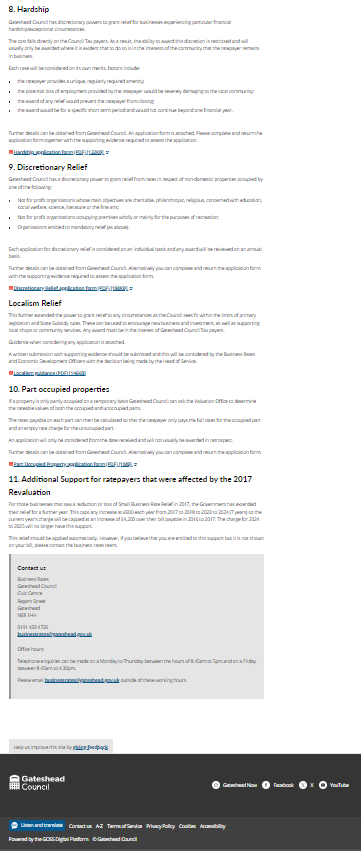 8. Hardship
Gateshead Council has discretionary powers to grant relief for businesses experiencing particular financial
hardship/exceptional circumstances.
The cost falls directly on the Council Tax payers. As a result, the ability to award this discretion is restricted and will
usually only be awarded where it is evident that to do so is in the interests of the community that the ratepayer remains
in business.
Each case will be considered on its own merits, factors include:
the ratepayer provides a unique, regularly required amenity;
the potential loss of employment provided by the ratepayer would be severely damaging to the local community;
the award of any relief would prevent the ratepayer from closing;
the award would be for a specific short term period and would not continue beyond one financial year.
Further details can be obtained from Gateshead Council. An application form is attached. Please complete and return the
application form together with the supporting evidence required to assess the application.
Hardship application form (PDF) [132KB]
9. Discretionary Relief
Gateshead Council has a discretionary power to grant relief from rates in respect of non-domestic properties occupied by
one of the following:
Not for profit organisations whose main objectives are charitable, philanthropic, religious, concerned with education,
social welfare, science, literature or the fine arts;
Not for profit organisations occupying premises wholly or mainly for the purposes of recreation;
Organisations entitled to mandatory relief (as above).
Each application for discretionary relief is considered on an individual basis and any award will be reviewed on an annual
basis.
Further details can be obtained from Gateshead Council. Alternatively you can complete and return the application form
with the supporting evidence required to assess the application form.
Discretionary Relief application form (PDF) [166KB]
Localism Relief
This further extended the power to grant relief to any circumstances as the Council sees fit within the limits of primary
legislation and State Subsidy rules. These can be used to encourage new business and investment, as well as supporting
local shops or community services. Any award must be in the interest of Gateshead Council Tax payers.
Guidance when considering any application is attached.
A written submission with supporting evidence should be submitted and this will be considered by the Business Rates
and Economic Development Officers with the decision being made by the Head of Service.
Localism guidance (PDF) [146KB]
10. Part occupied properties
If a property is only partly occupied on a temporary basis Gateshead Council can ask the Valuation Office to determine
the rateable values of both the occupied and unoccupied parts.
The rates payable on each part can then be calculated so that the ratepayer only pays the full rates for the occupied part
and an empty rate charge for the unoccupied part.
An application will only be considered from the date received and will not usually be awarded in retrospect.
Further details can be obtained from Gateshead Council. Alternatively you can complete and return the application form
Part Occupied Property application form (PDF) [1MB]
11. Additional Support for ratepayers that were affected by the 2017
Revaluation
For those businesses that saw a reduction or loss of Small Business Rate Relief in 2017, the Government has extended
their relief for a further year. This caps any increase at £600 each year from 2017 to 2018 to 2023 to 2024 (7 years) so the
current year's charge will be capped at an increase of £4,200 over their bill payable in 2016 to 2017. The charge for 2024
to 2025 will no longer have this support.
This relief should be applied automatically. However, if you believe that you are entitled to this support but it is not shown
on your bill, please contact the business rates team.
Contact us
Business Rates
Gateshead Council
Civic Centre
Regent Street
Gateshead
NE8 1HH
0191 433 4726
businessrates@gateshead.gov.uk
Office hours:
Telephone enquiries can be made on a Monday to Thursday between the hours of 8.45am to 5pm and on a Friday
between 8.45am to 4.30pm.
Please email businessrates@gateshead.gov.uk outside of these working hours.
Help us improve this site by giving feedback
Gateshead
Council
Gateshead Now Facebook X YouTube
Listen and translate Contact us A-Z Terms of Service Privacy Policy Cookies Accessibility
Powered by the GOSS Digital Platform © Gateshead Council